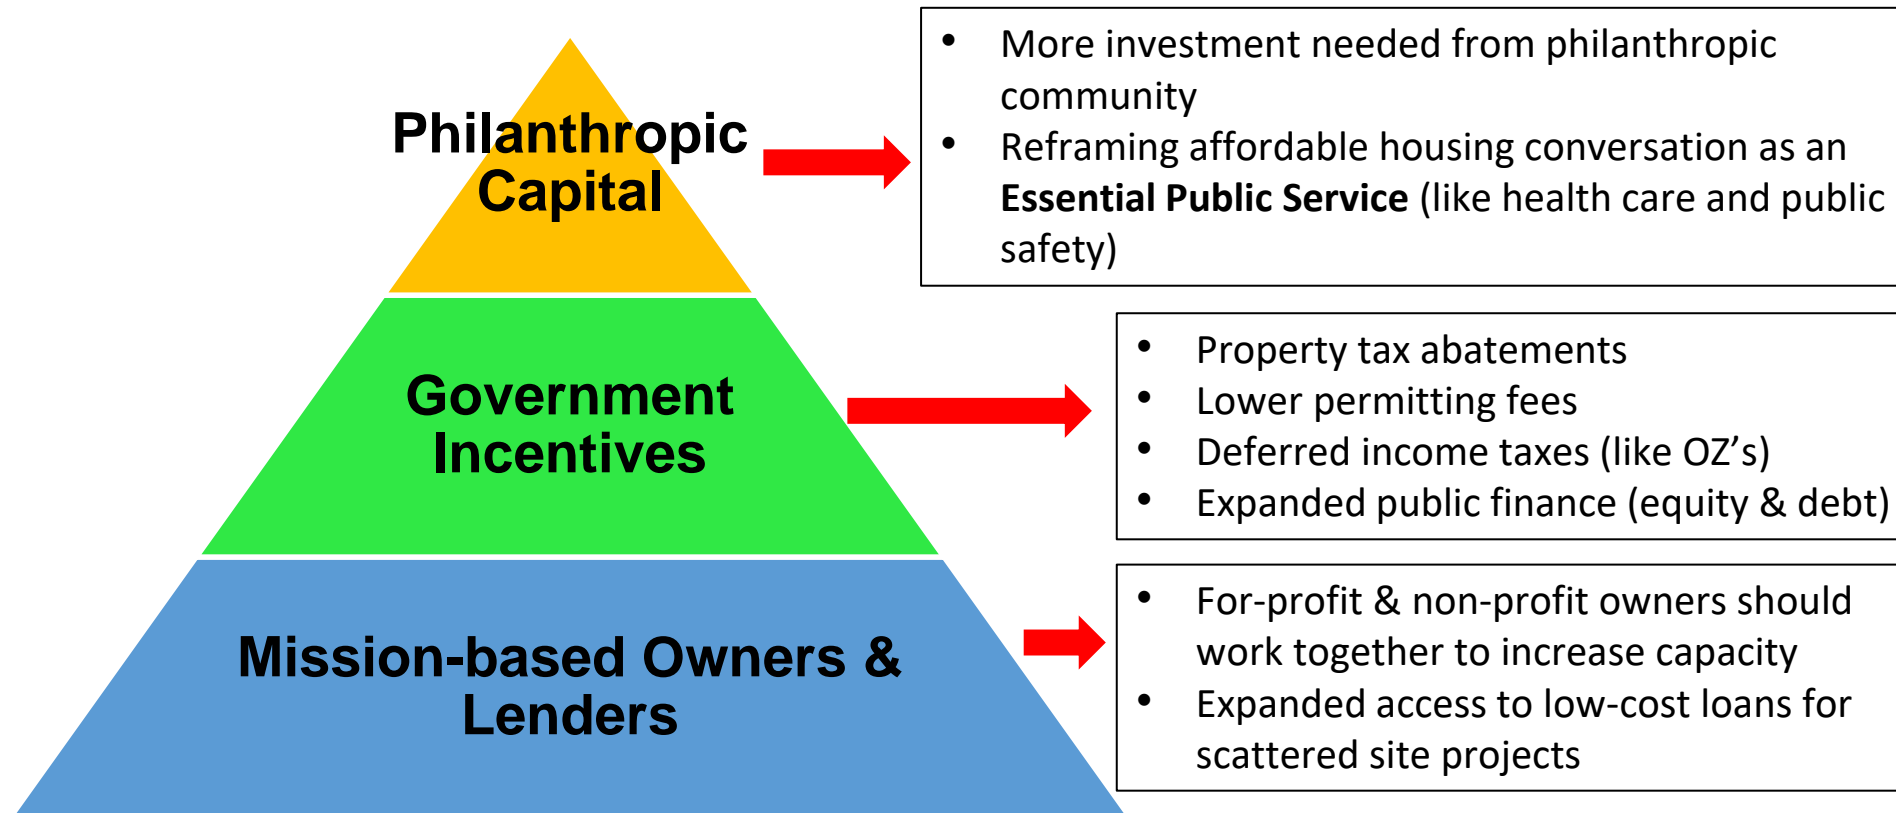 Philanthropic
Capital
• More investment needed from philanthropic
community
• Reframing affordable housing conversation as an
Essential Public Service (like health care and public
safety)
Government
Incentives
• Property tax abatements
• Lower permitting fees
• Deferred income taxes (like OZ’s)
• Expanded public finance (equity & debt)
Mission-based Owners &
Lenders
• For-profit & non-profit owners should
work together to increase capacity
• Expanded access to low-cost loans for
scattered site projects